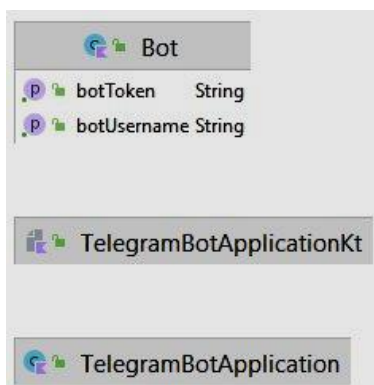 Bot
botToken String
botUsername String
TelegramBotApplicationKt
TelegramBotApplication